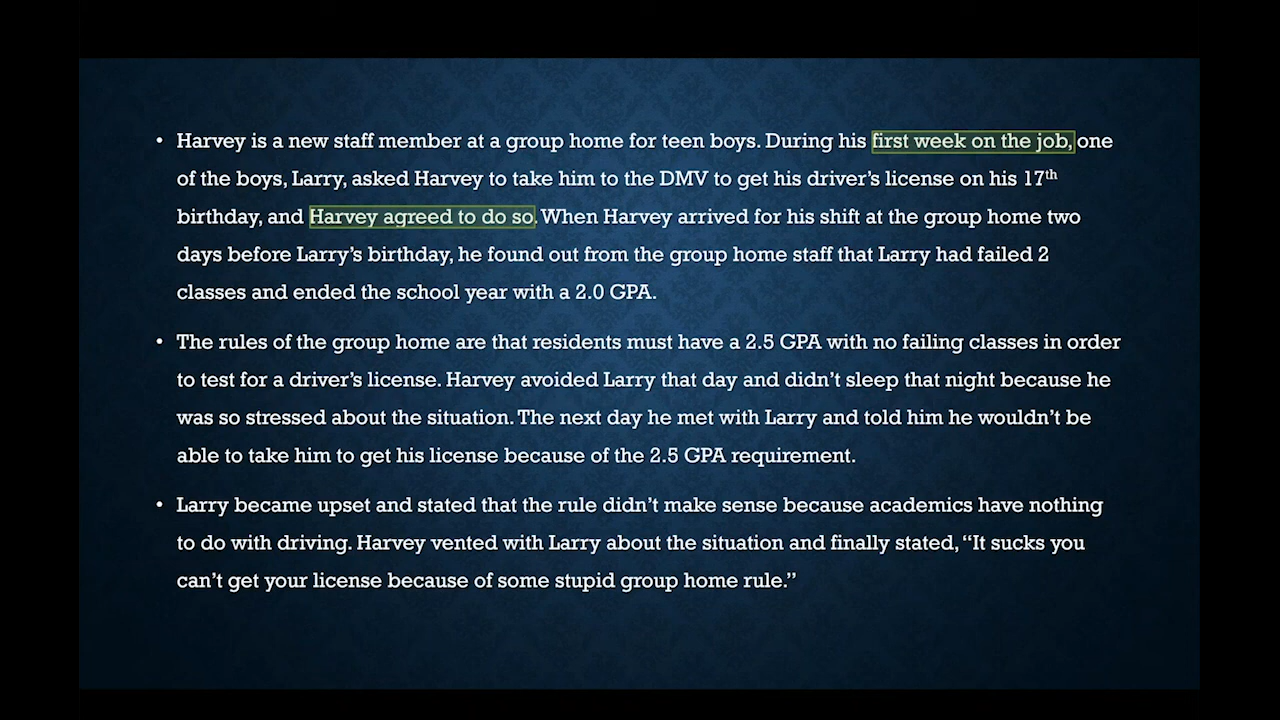 • Harvey is a new staff member at a group home for teen boys. During his first week on the job, one
of the boys, Larry, asked Harvey to take him to the DMV to get his driver’s license on his 17th
birthday, and Harvey agreed to do so. When Harvey arrived for his shift at the group home two
days before Larry’s birthday, he found out from the group home staff that Larry had failed 2
classes and ended the school year with a 2.0 GPA.
• The rules of the group home are that residents must have a 2.5 GPA with no failing classes in order
to test for a driver’s license. Harvey avoided Larry that day and didn’t sleep that night because he
was so stressed about the situation. The next day he met with Larry and told him he wouldn’t be
able to take him to get his license because of the 2.5 GPA requirement.
• Larry became upset and stated that the rule didn’t make sense because academics have nothing
to do with driving. Harvey vented with Larry about the situation and finally stated, “It sucks you
can’t get your license because of some stupid group home rule.”